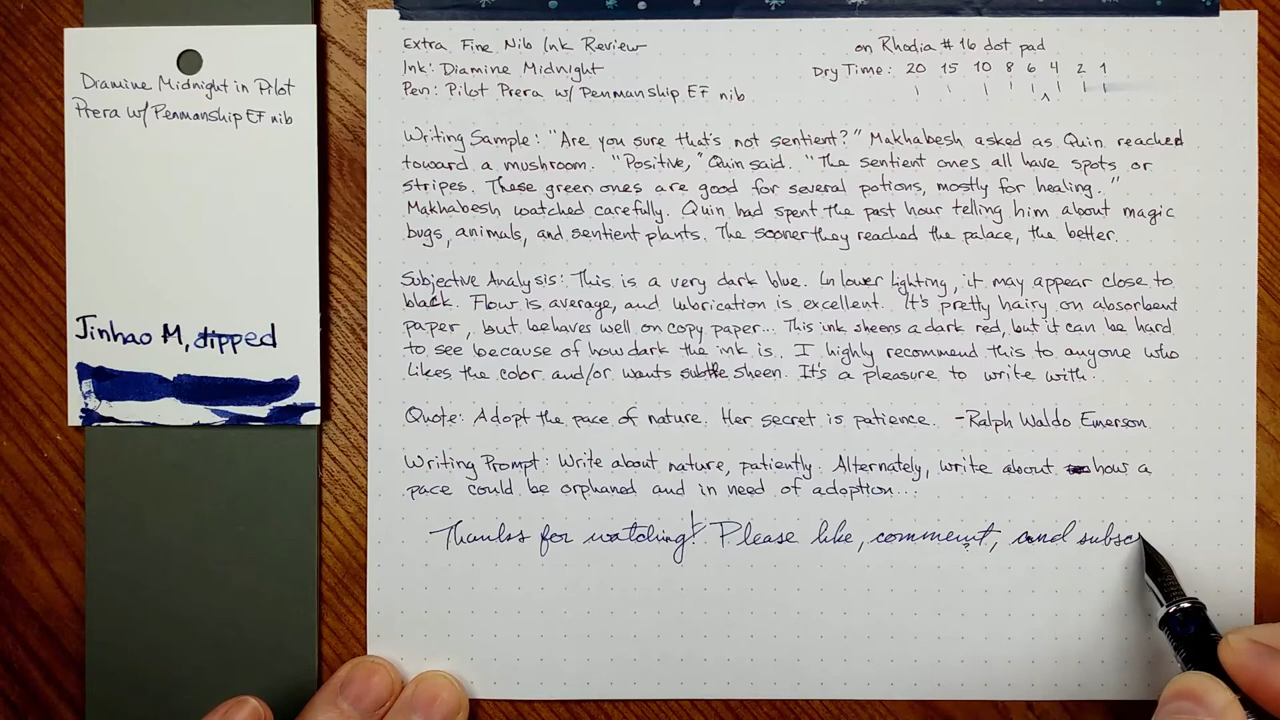 Diamine Midnight in Pilot
Prera w/ Penmanship EF nib
Jinhao M, dipped
Extra Fine Nib Ink Review
Ink: Diamine Midnight
Pen: Pilot Prera w/ Penmanship EF nib
on Rhodia #16 dot pad
Dry Time: 20 15 10 8 6 4 2 1
Writing Sample: "Are you sure that's not sentient?" Makhabesh asked as Quin reached
toward a mushroom. "Positive," Quin said. "The sentient ones all have spots or
stripes. These green ones are good for several potions, mostly for healing."
Makhabesh watched carefully. Quin had spent the past hour telling him about magic
bugs, animals, and sentient plants. The sooner they reached the palace, the better.
Subjective Analysis: This is a very dark blue. In lower lighting, it may appear close to
black. Flow is average, and lubrication is excellent. It's pretty hairy on absorbent
paper, but behaves well on copy paper... This ink sheens a dark red, but it can be hard
to see because of how dark the ink is. I highly recommend this to anyone who
likes the color and/or wants subtle sheen. It's a pleasure to write with.
Quote: Adopt the pace of nature. Her secret is patience. -Ralph Waldo Emerson
Writing Prompt: Write about nature, patiently. Alternately, write about how a
pace could be orphaned and in need of adoption...
Thanks for watching! Please like, comment, and subsc